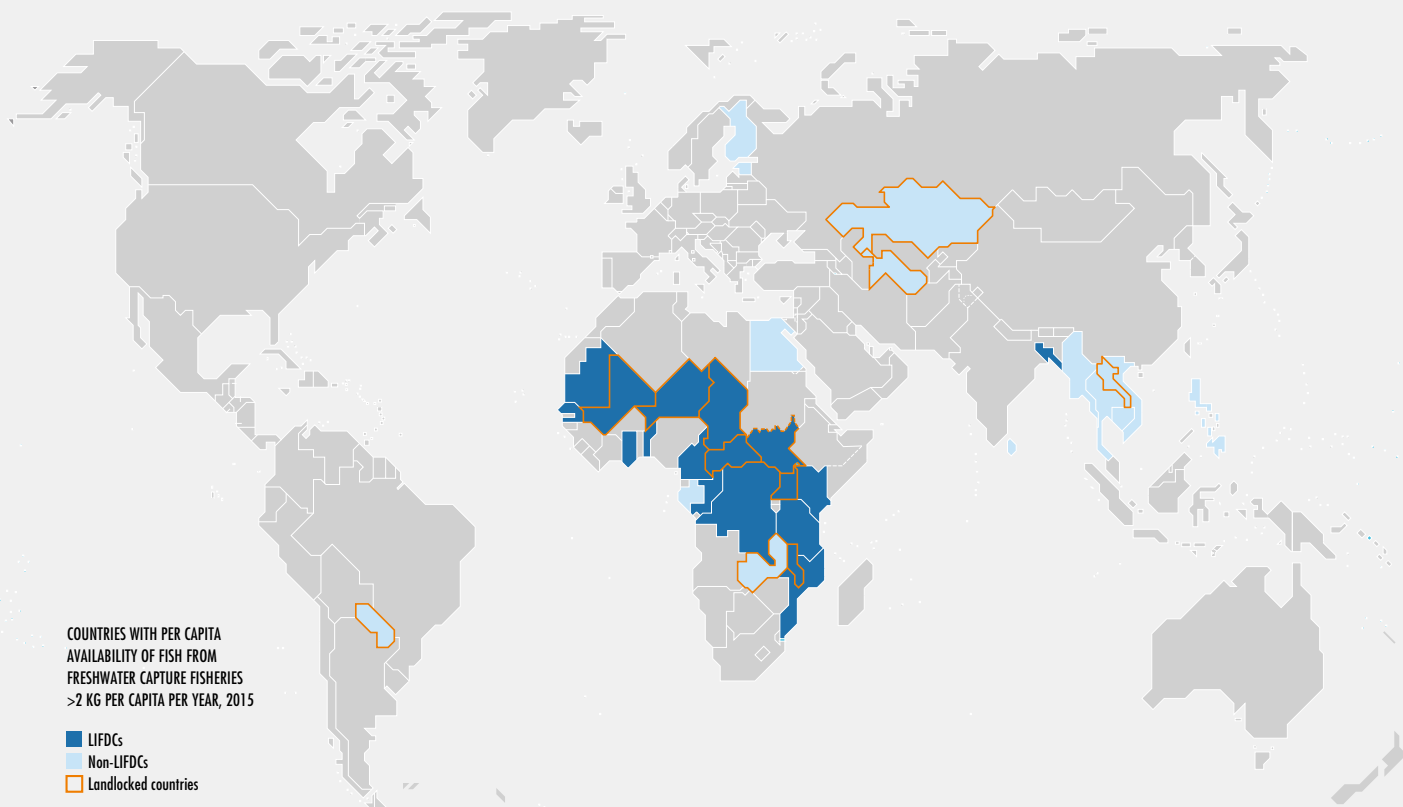 COUNTRIES WITH PER CAPITA
AVAILABILITY OF FISH FROM
FRESHWATER CAPTURE FISHERIES
>2 KG PER CAPITA PER YEAR, 2015
LIFDCs
Non-LIFDCs
Landlocked countries